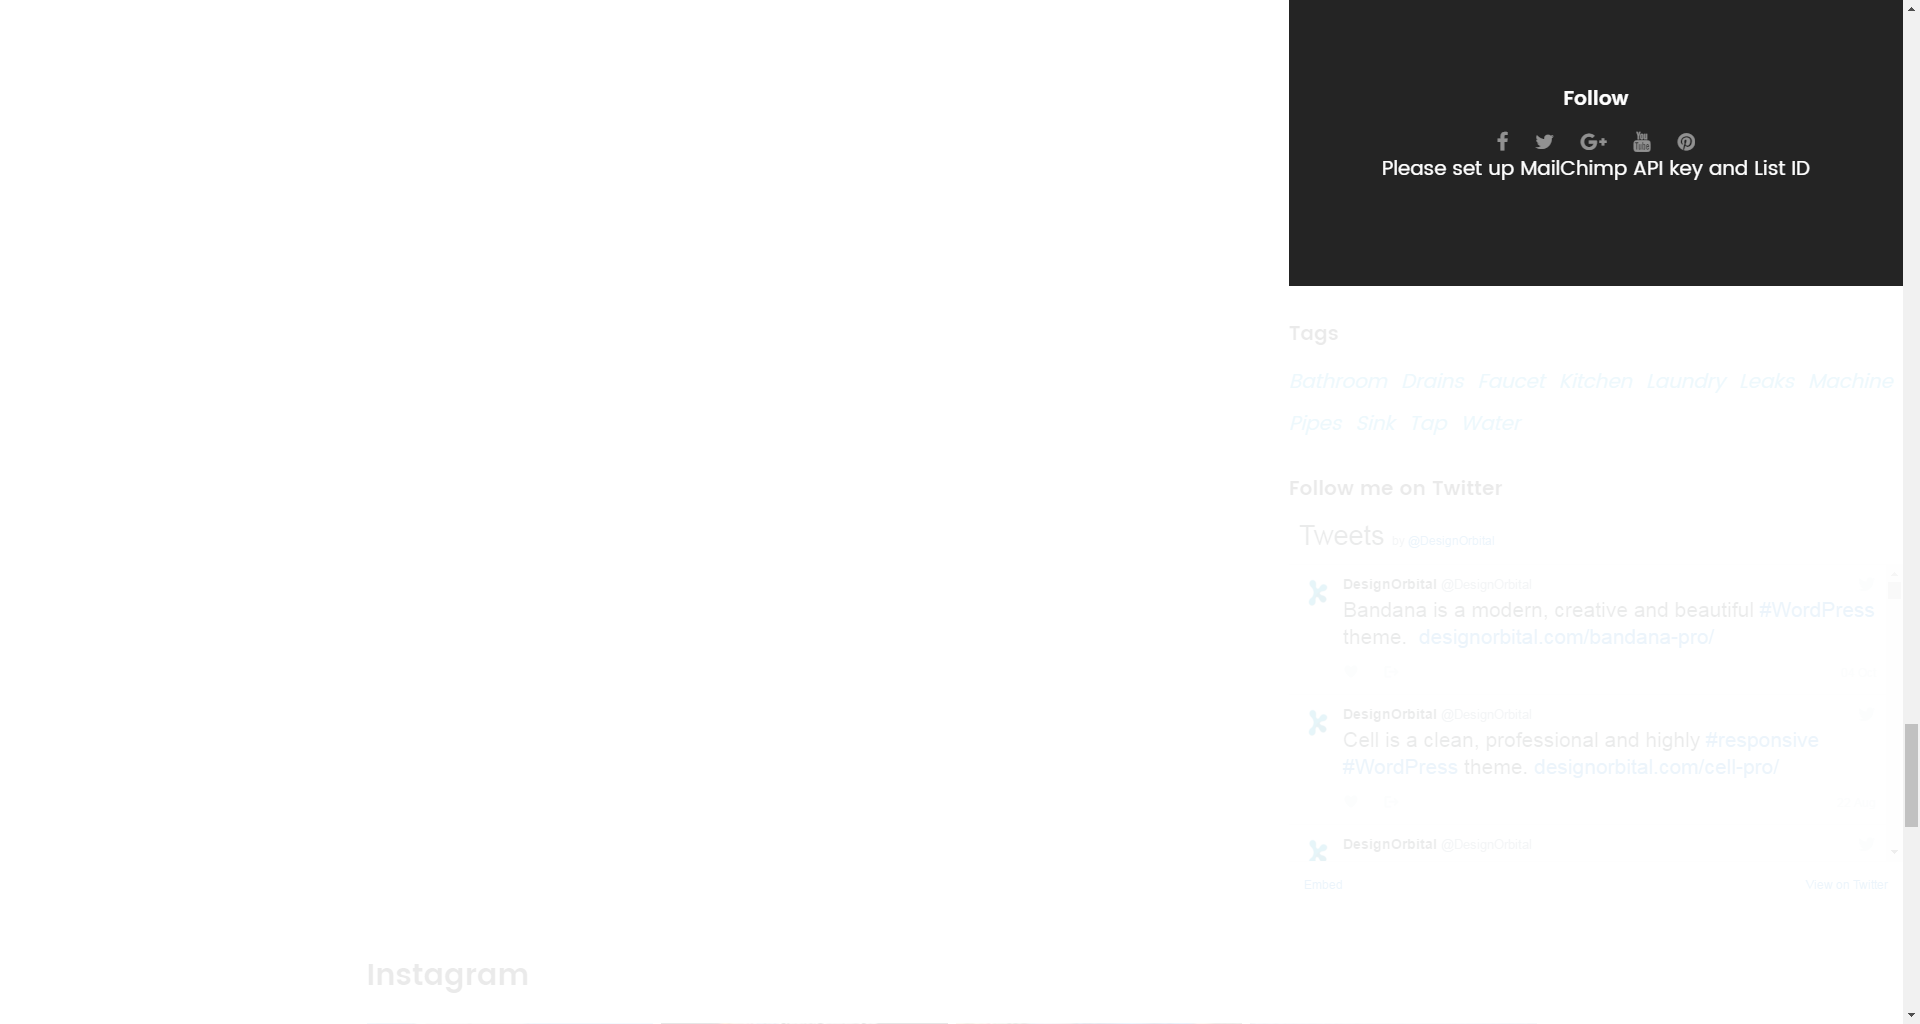 Follow
You
Tube
Please set up MailChimp API key and List ID
Tags
Bathroom Drains Faucet Kitchen Laundry Leaks Machine
Pipes Sink Tap Water
Follow me on Twitter
Tweets by @DesignOrbital
DesignOrbital @DesignOrbital
Bandana is a modern, creative and beautiful #WordPress
theme. designorbital.com/bandana-pro/
DesignOrbital @DesignOrbital
Cell is a clean, professional and highly #responsive
#WordPress theme. designorbital.com/cell-pro/
DesignOrbital @DesignOrbital
Embed
View on Twitter
Instagram